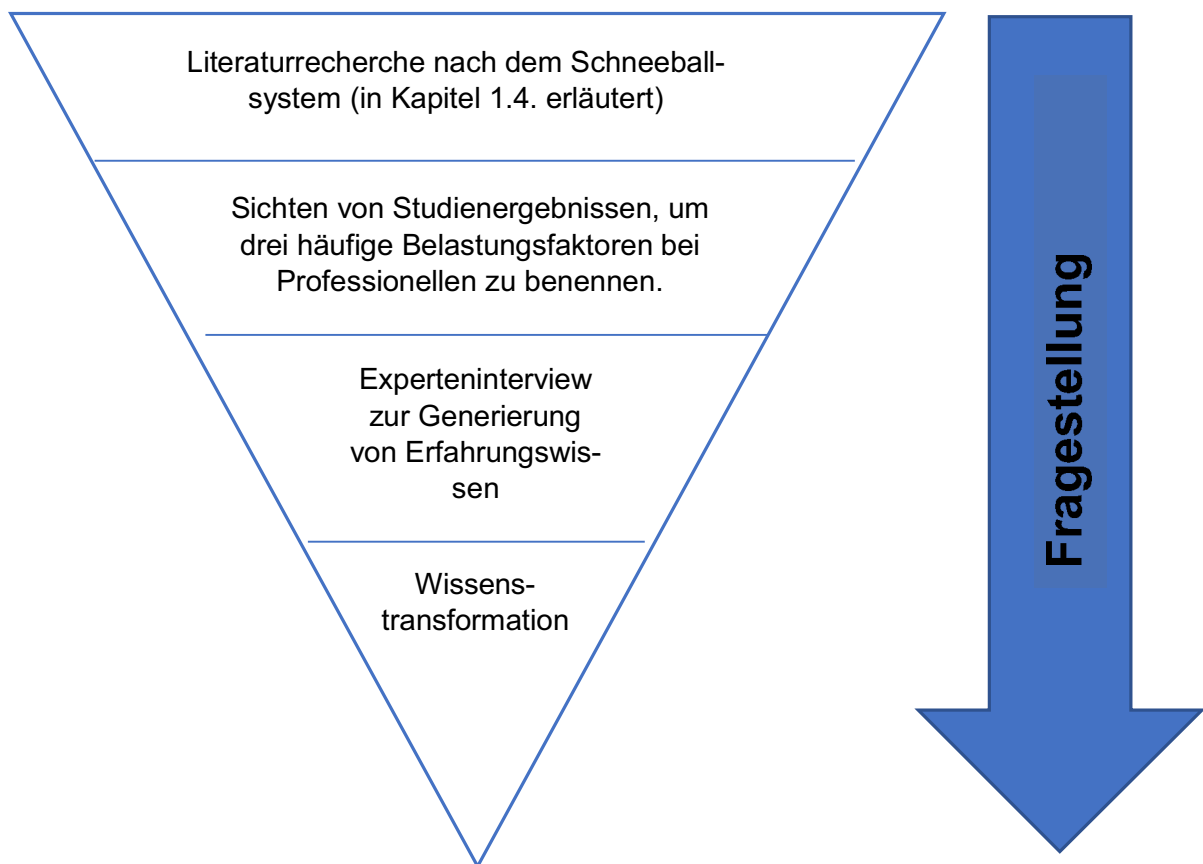 Literaturrecherche nach dem Schneeball-
system (in Kapitel 1.4. erläutert)
Sichten von Studienergebnissen, um
drei häufige Belastungsfaktoren bei
Professionellen zu benennen.
Experteninterview
zur Generierung
von Erfahrungswis-
sen
Wissens-
transformation
Fragestellung